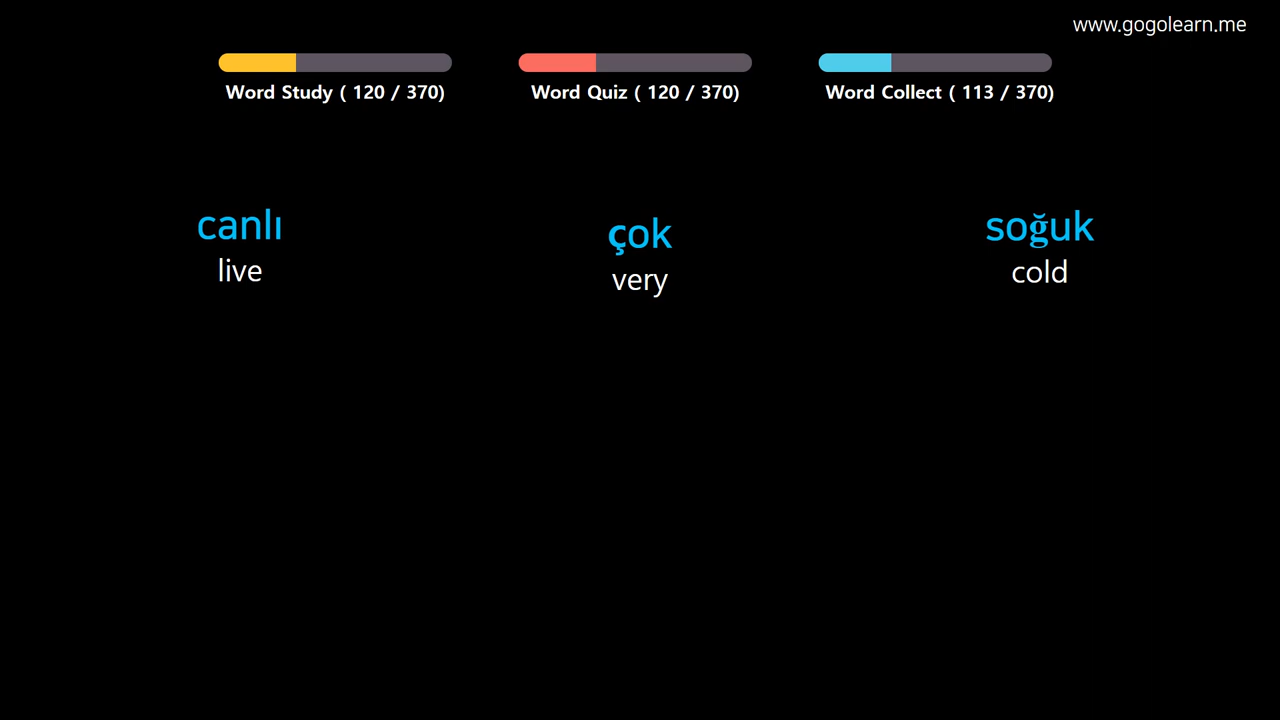 www.gogolearn.me
Word Study ( 120 / 370)
Word Quiz ( 120 / 370)
Word Collect ( 113 / 370)
canlı
live
çok
very
soğuk
cold